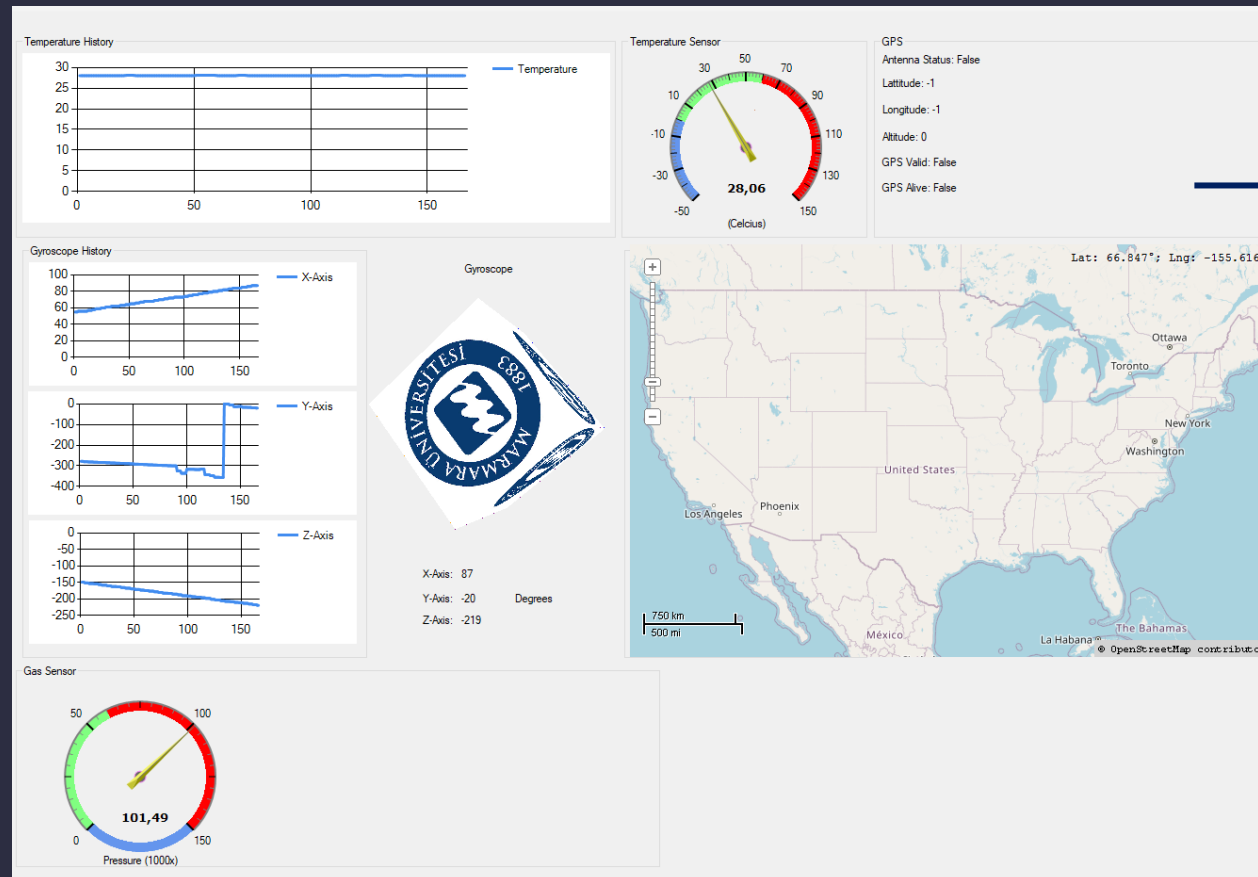 Temperature History
30
25
20
15
10
5
0
0 50 100 150
Temperature
Temperature Sensor
-50
-30
-10
10
30
50
70
90
110
130
150
28,06
(Celcius)
GPS
Antenna Status: False
Lattitude: -1
Longitude: -1
Altitude: 0
GPS Valid: False
GPS Alive: False
Gyroscope History
100
80
60
40
20
0
0 50 100 150
X-Axis
0
-100
-200
-300
-400
0 50 100 150
Y-Axis
0
-50
-100
-150
-200
-250
0 50 100 150
Z-Axis
Gyroscope
MARMARA ÜNİVERSİTESİ
1883
X-Axis: 87
Y-Axis: -20 Degrees
Z-Axis: -219
Lat: 66.847°; Lng: -155.616
Ottawa
Toronto
New York
Washington
United States
Los Angeles
Phoenix
México
La Habana
The Bahamas
750 km
500 mi
© OpenStreetMap contributo
Gas Sensor
0
50
100
150
101,49
Pressure (1000x)